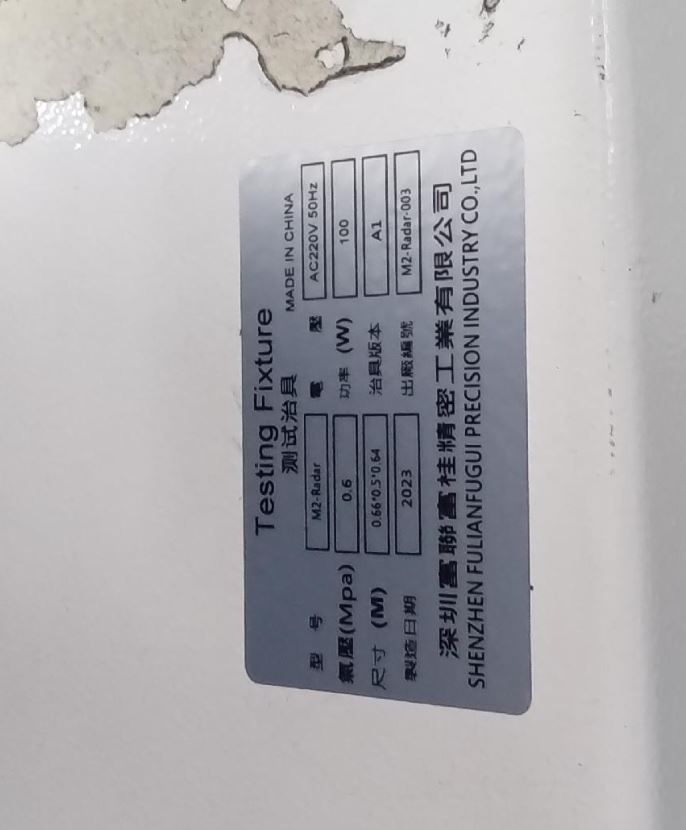 Testing Fixture
测试治具 MADE IN CHINA
型 号 M2-Radar 電 壓 AC220V 50Hz
氣壓(Mpa) 0.6 功率 (W) 100
尺寸 (M) 0.66*0.5*0.64 治具版本 A1
製造日期 2023 出廠編號 M2-Radar-003
深圳富聯富桂精密工業有限公司
SHENZHEN FULIANFUGUI PRECISION INDUSTRY CO.,LTD